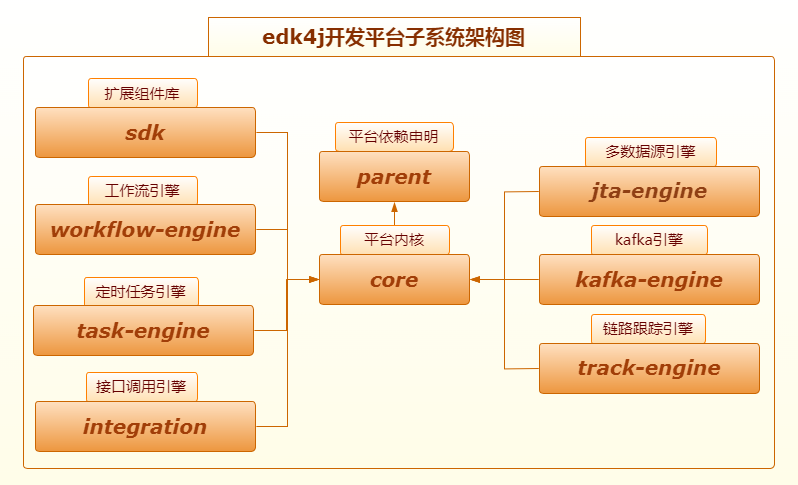 edk4j开发平台子系统架构图
扩展组件库
sdk
工作流引擎
workflow-engine
定时任务引擎
task-engine
接口调用引擎
integration
平台依赖申明
parent
平台内核
core
多数据源引擎
jta-engine
kafka引擎
kafka-engine
链路跟踪引擎
track-engine